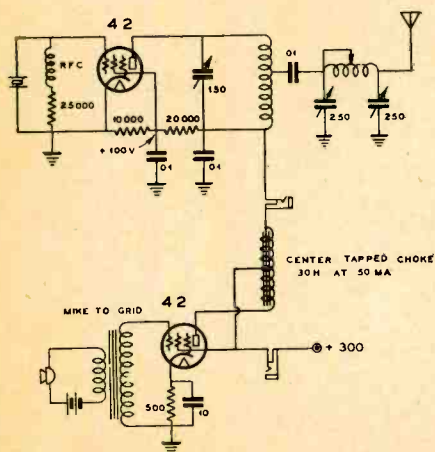 42
RFC
25000
150
10000
20000
+ 100V
01
01
01
250
250
CENTER TAPPED CHOKE
30H AT 50 MA
42
MIKE TO GRID
500
10
+ 300